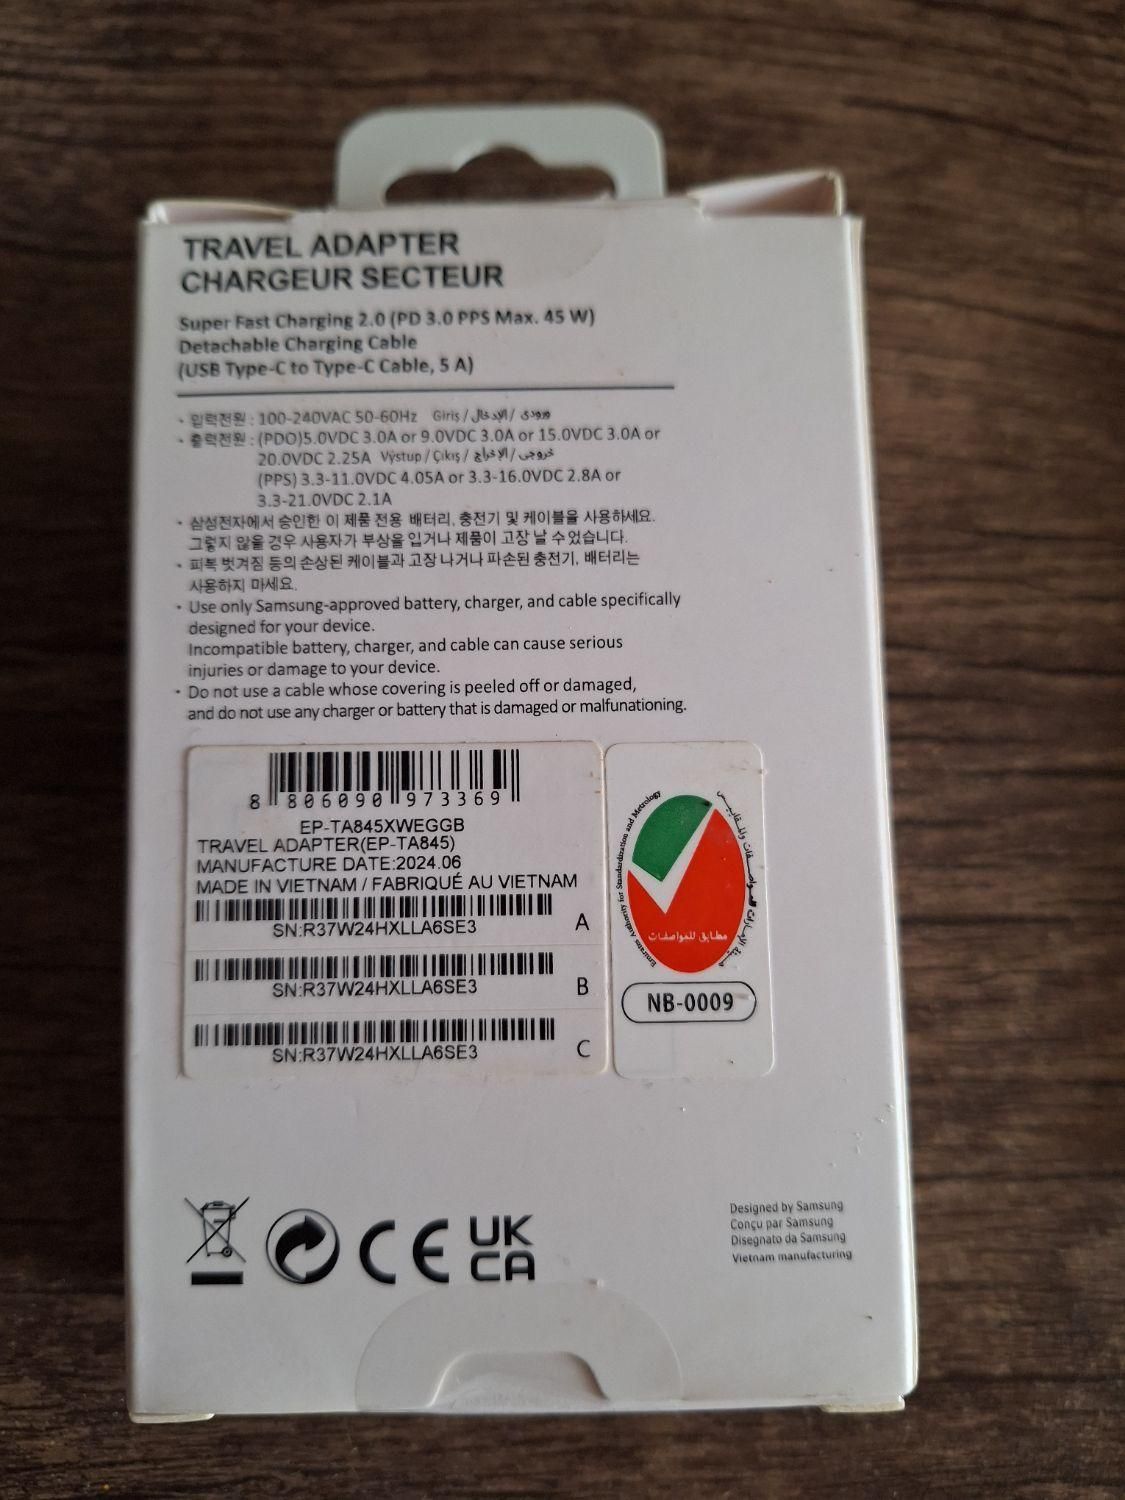 TRAVEL ADAPTER
CHARGEUR SECTEUR
Super Fast Charging 2.0 (PD 3.0 PPS Max. 45 W)
Detachable Charging Cable
(USB Type-C to Type-C Cable, 5 A)
• 입력전원 : 100-240VAC 50-60Hz Giriş / الإدخال / ورودی
• 출력전원 : (PDO)5.0VDC 3.0A or 9.0VDC 3.0A or 15.0VDC 3.0A or
20.0VDC 2.25A Výstup / Çıkış / الإخراج / خروجی
(PPS) 3.3-11.0VDC 4.05A or 3.3-16.0VDC 2.8A or
3.3-21.0VDC 2.1A
• 삼성전자에서 승인한 이 제품 전용 배터리, 충전기 및 케이블을 사용하세요.
그렇지 않을 경우 사용자가 부상을 입거나 제품이 고장 날 수 있습니다.
• 피복 벗겨짐 등의 손상된 케이블과 고장 나거나 파손된 충전기, 배터리는
사용하지 마세요.
• Use only Samsung-approved battery, charger, and cable specifically
designed for your device.
Incompatible battery, charger, and cable can cause serious
injuries or damage to your device.
• Do not use a cable whose covering is peeled off or damaged,
and do not use any charger or battery that is damaged or malfunationing.
8 806090 973369
EP-TA845XWEGGB
TRAVEL ADAPTER(EP-TA845)
MANUFACTURE DATE:2024.06
MADE IN VIETNAM / FABRIQUÉ AU VIETNAM
SN:R37W24HXLLA6SE3 A
SN:R37W24HXLLA6SE3 B
SN:R37W24HXLLA6SE3 C
Emirates Authority for Standardization and Metrology
هيئة الإمارات للمواصفات والمقاييس
مطابق للمواصفات
NB-0009
CE
UK
CA
Designed by Samsung
Conçu par Samsung
Disegnato da Samsung
Vietnam manufacturing